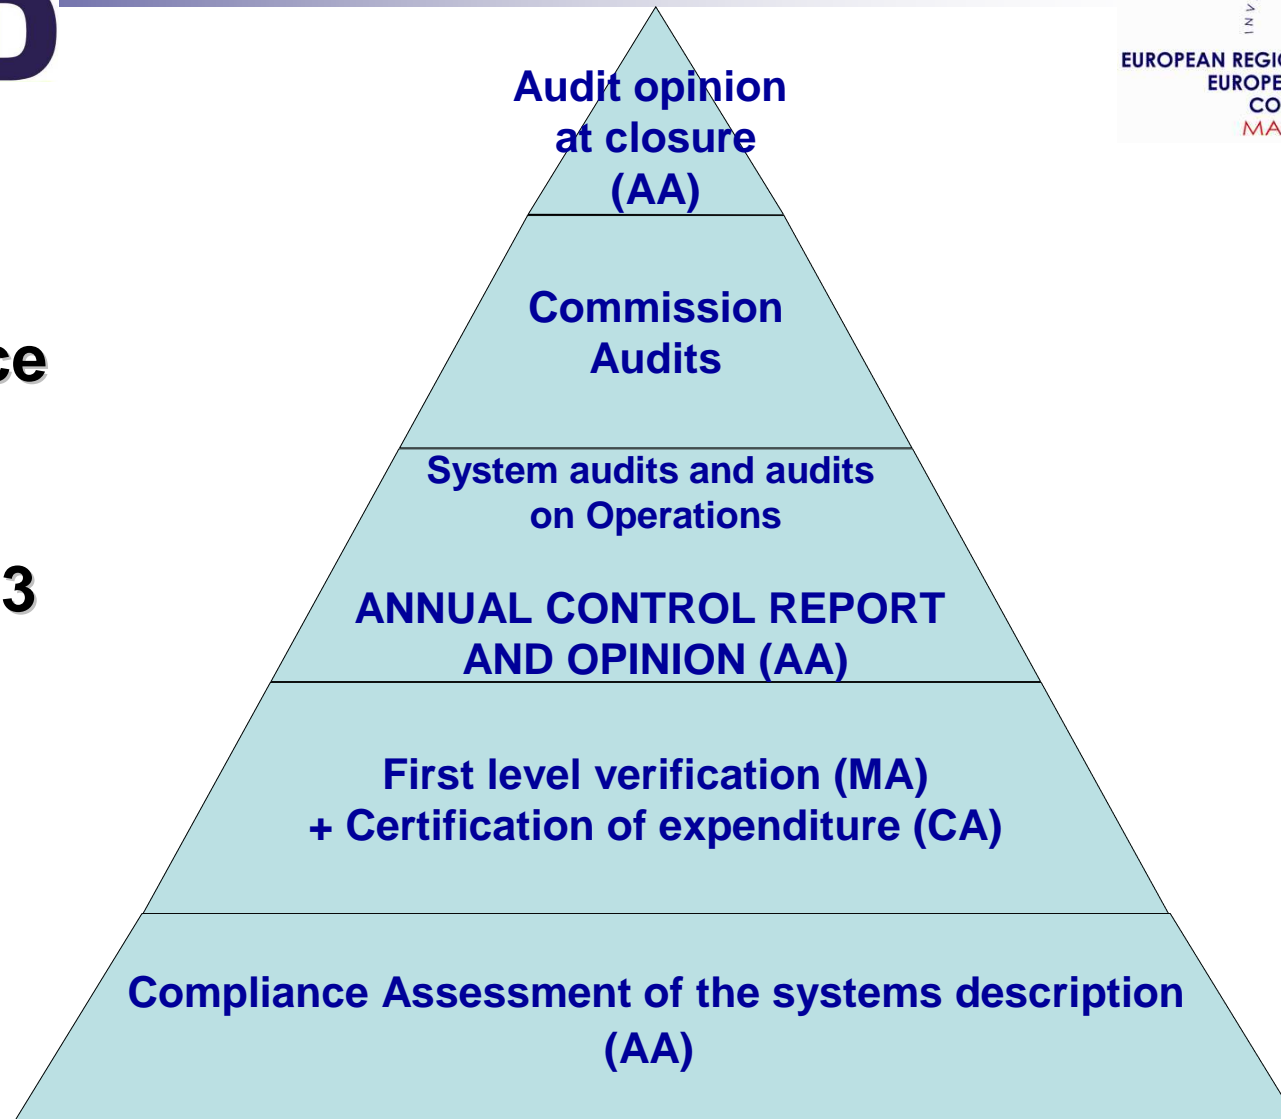 INV
EUROPEAN REGIO
EUROPE
CO
MA
Audit opinion
at closure
(AA)
Commission
Audits
ce
System audits and audits
on Operations
3
ANNUAL CONTROL REPORT
AND OPINION (AA)
First level verification (MA)
+ Certification of expenditure (CA)
Compliance Assessment of the systems description
(AA)